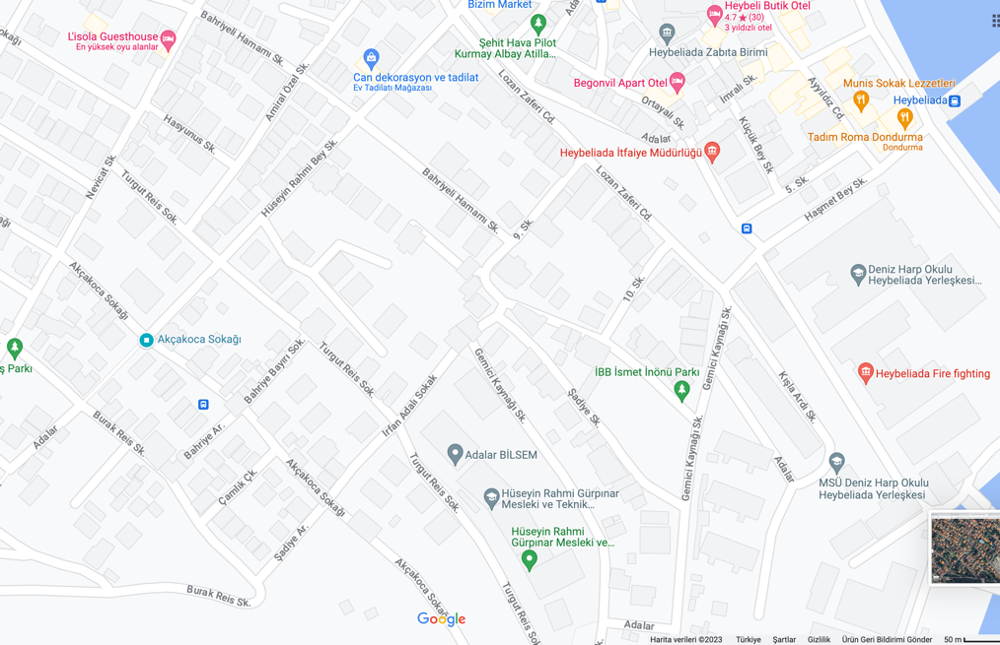 Bizim Market
Ada
Heybeli Butik Otel
4.7 ★ (30)
3 yıldızlı otel
L'isola Guesthouse
En yüksek oyu alanlar
Bahriyeli Hamamı Sk.
Şehit Hava Pilot
Kurmay Albay Atilla...
Heybeliada Zabıta Birimi
Can dekorasyon ve tadilat
Ev Tadilatı Mağazası
Amiral Özel Sk.
Lozan Zaferi Cd.
Begonvil Apart Otel
Ortayalı Sk.
İmralı Sk.
Ayyıldız Cd.
Munis Sokak Lezzetleri
Heybeliada
Tadım Roma Dondurma
Dondurma
Hasyunus Sk.
Adalar
Küçük Bey Sk.
Heybeliada İtfaiye Müdürlüğü
Nevicat Sk.
Turgut Reis Sok.
Hüseyin Rahmi Bey Sk.
Bahriyeli Hamamı Sk.
Lozan Zaferi Cd.
5. Sk.
Haşmet Bey Sk.
9. Sk.
Deniz Harp Okulu
Heybeliada Yerleşkesi...
Akçakoca Sokağı
10. Sk.
Gemici Kaynağı Sk.
Akçakoca Sokağı
ş Parkı
Bahriye Bayırı Sok.
Turgut Reis Sok.
Gemici Kaynağı Sk.
İBB İsmet İnönü Parkı
Heybeliada Fire fighting
Kışla Ardı Sk.
Şadiye Sk.
İrfan Adalı Sokak
Burak Reis Sk.
Adalar
Bahriye Ar.
Gemici Kaynağı Sk.
Adalar BİLSEM
Turgut Reis Sok.
Akçakoca Sokağı
Çamlık Çk.
Adalar
MSÜ Deniz Harp Okulu
Heybeliada Yerleşkesi
Hüseyin Rahmi Gürpınar
Mesleki ve Teknik...
Şadiye Ar.
Hüseyin Rahmi
Gürpınar Mesleki ve...
Akçakoca Sokağı
Turgut Reis Sok.
Burak Reis Sk.
Google
Adalar
Harita verileri ©2023
Türkiye
Şartlar
Gizlilik
Ürün Geri Bildirimi Gönder
50 m